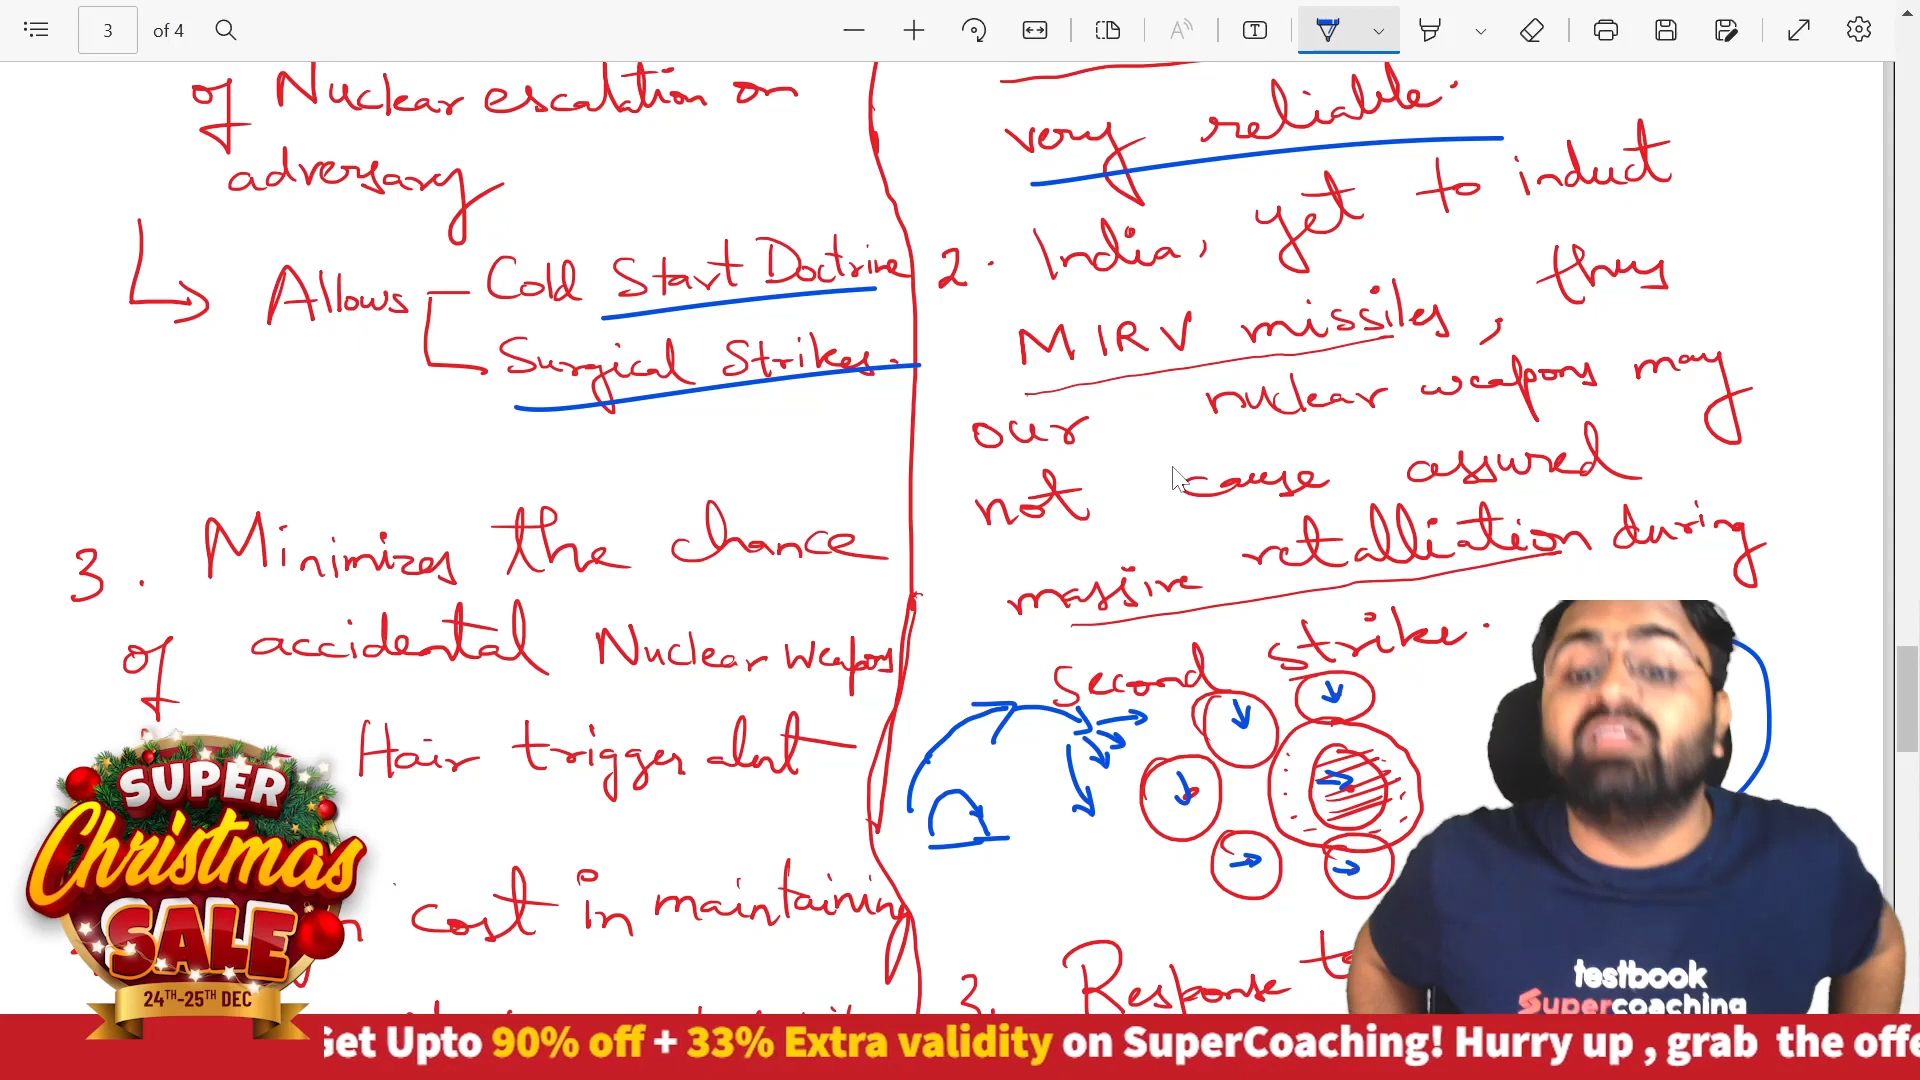 3 of 4
of Nuclear escalation on
adversary
Allows
Cold Start Doctrine
Surgical Strikes.
3. Minimizes the chance
of accidental Nuclear Weapons
Hair trigger alert
cost in maintaining
very reliable.
2. India, yet to induct
MIRV missiles, thus
our nuclear weapons may
not cause assured
massive retalliation during
Second strike.
3. Response to
SUPER
Christmas
SALE
24TH-25TH DEC
testbook
Supercoaching
Get Upto 90% off + 33% Extra validity on SuperCoaching! Hurry up , grab the offe